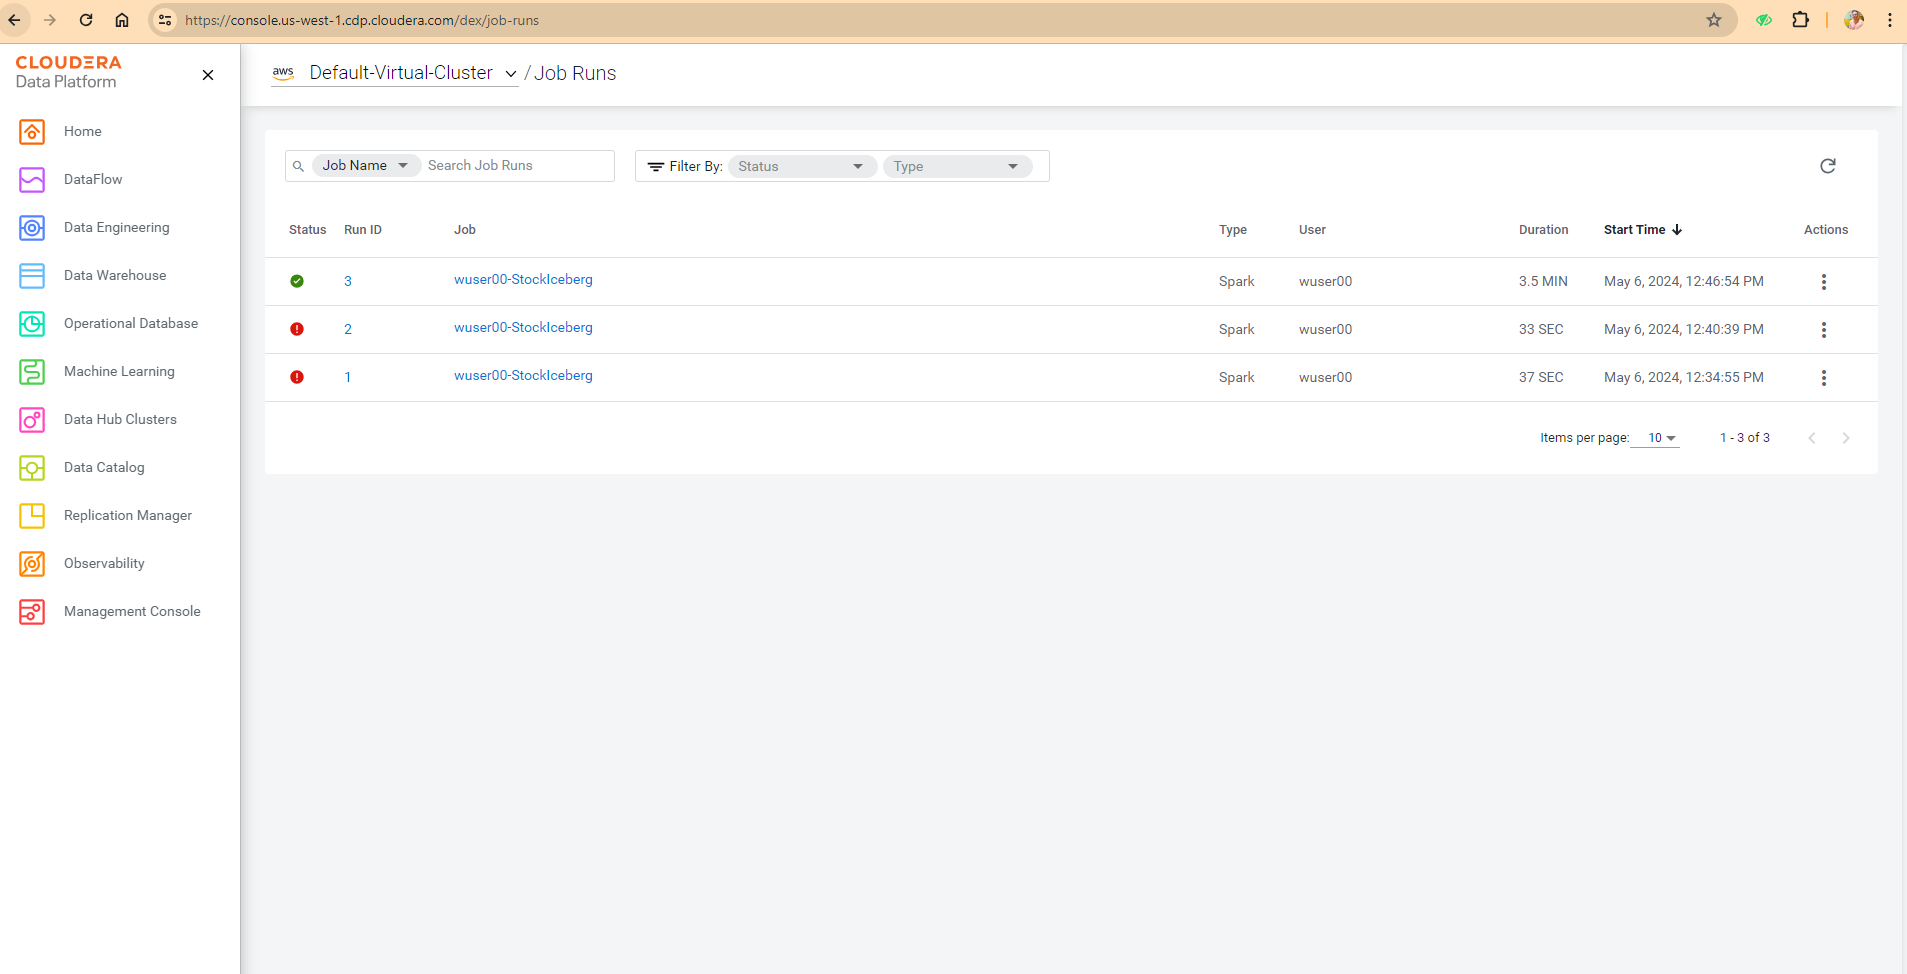 https://console.us-west-1.cdp.cloudera.com/dex/job-runs
CLOUDERA
Data Platform
Home
DataFlow
Data Engineering
Data Warehouse
Operational Database
Machine Learning
Data Hub Clusters
Data Catalog
Replication Manager
Observability
Management Console
aws Default-Virtual-Cluster / Job Runs
Job Name Search Job Runs Filter By: Status Type
Status Run ID Job Type User Duration Start Time Actions
3 wuser00-StockIceberg Spark wuser00 3.5 MIN May 6, 2024, 12:46:54 PM
2 wuser00-StockIceberg Spark wuser00 33 SEC May 6, 2024, 12:40:39 PM
1 wuser00-StockIceberg Spark wuser00 37 SEC May 6, 2024, 12:34:55 PM
Items per page: 10 1 - 3 of 3